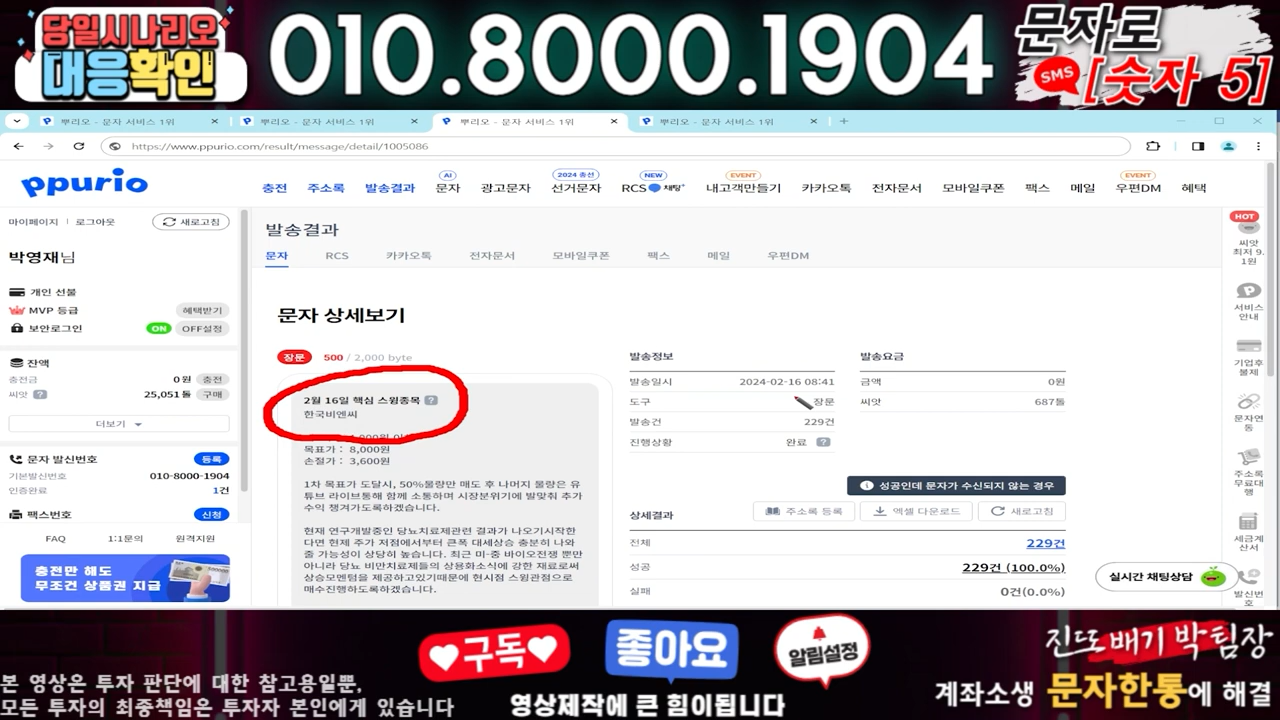 당일시나리오
대응확인
010.8000.1904
문자로
SMS [숫자 5]
뿌리오 - 문자 서비스 1위
뿌리오 - 문자 서비스 1위
뿌리오 - 문자 서비스 1위
뿌리오 - 문자 서비스 1위
https://www.ppurio.com/result/message/detail/1005086
ppurio
AI
2024 총선
NEW
EVENT
EVENT
충전 주소록 발송결과 문자 광고문자 선거문자 RCS 채팅+ 내고객만들기 카카오톡 전자문서 모바일쿠폰 팩스 메일 우편DM 혜택
마이페이지 로그아웃 새로고침
박영재님
개인 선불
MVP 등급 혜택받기
보안로그인 ON OFF설정
잔액
충전금 0원 충전
씨앗 ? 25,051톨 구매
더보기
문자 발신번호 등록
기본발신번호 010-8000-1904
인증완료 1건
팩스번호 신청
FAQ 1:1문의 원격지원
충전만 해도
무조건 상품권 지급
발송결과
문자 RCS 카카오톡 전자문서 모바일쿠폰 팩스 메일 우편DM
문자 상세보기
장문 500 / 2,000 byte
2월 16일 핵심 스윙종목 ?
한국비엔씨
목표가 : 8,000원
손절가 : 3,600원
1차 목표가 도달시, 50%물량만 매도 후 나머지 물량은 유
튜브 라이브통해 함께 소통하며 시장분위기에 발맞춰 추가
수익 챙겨가도록하겠습니다.
현재 연구개발중인 당뇨치료제관련 결과가 나오기시작한
다면 현재 주가 저점에서부터 큰폭 대세상승 충분히 나와
줄 가능성이 상당히 높습니다. 최근 미-중 바이오전쟁 뿐만
아니라 당뇨 비만치료제들의 상용화소식에 강한 재료로써
상승모멘텀을 제공하고있기때문에 현시점 스윙관점으로
매수진행하도록하겠습니다.
발송정보
발송일시 2024-02-16 08:41
도구 장문
발송건 229건
진행상황 완료 ?
발송요금
금액 0원
씨앗 687톨
성공인데 문자가 수신되지 않는 경우
상세결과 주소록 등록 엑셀 다운로드 새로고침
전체 229건
성공 229건 (100.0%)
실패 0건(0.0%)
실시간 채팅상담
HOT
씨앗
최저 9.
1원
서비스
안내
기업후
불제
문자연
동
주소록
무료대
행
세금계
산서
발신번
호
구독
좋아요
알림설정
영상제작에 큰 힘이됩니다
본 영상은 투자 판단에 대한 참고용일뿐,
모든 투자의 최종책임은 투자자 본인에게 있습니다
진또배기 박팀장
계좌소생 문자한통에 해결